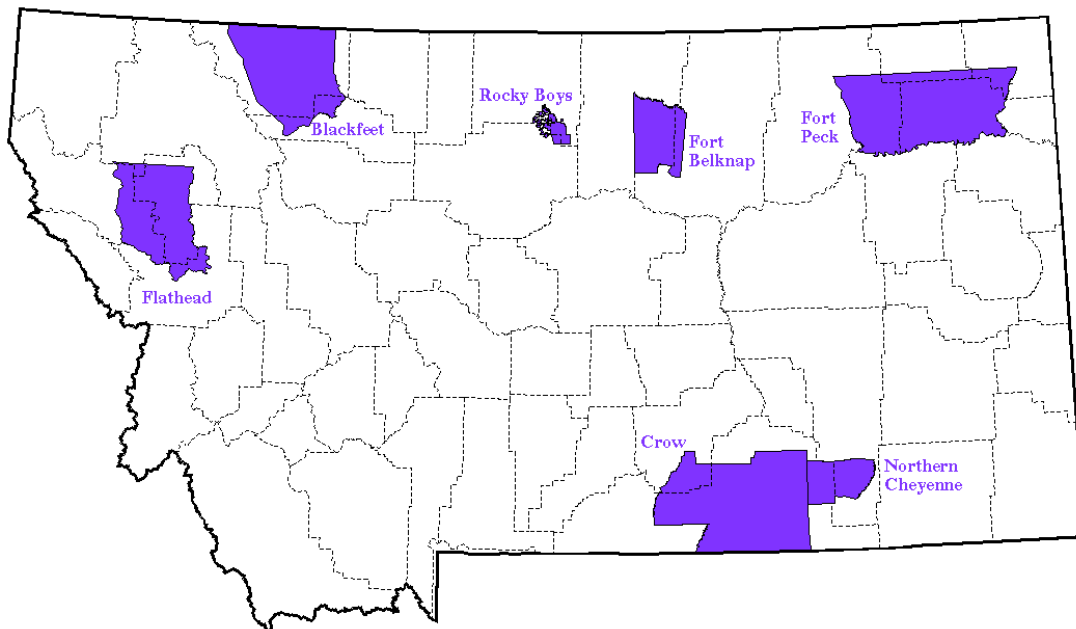 Rocky Boys
Blackfeet
Fort
Belknap
Fort
Peck
Flathead
Crow
Northern
Cheyenne